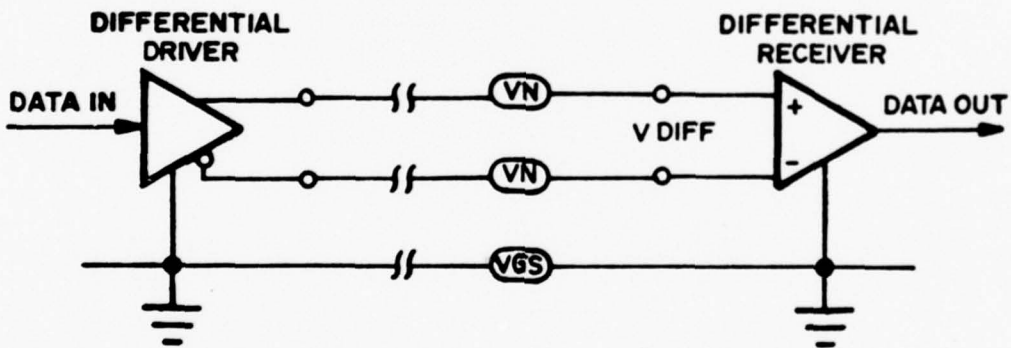 DIFFERENTIAL
DRIVER
DIFFERENTIAL
RECEIVER
DATA IN
VN
+
DATA OUT
V DIFF
VN
-
VGS